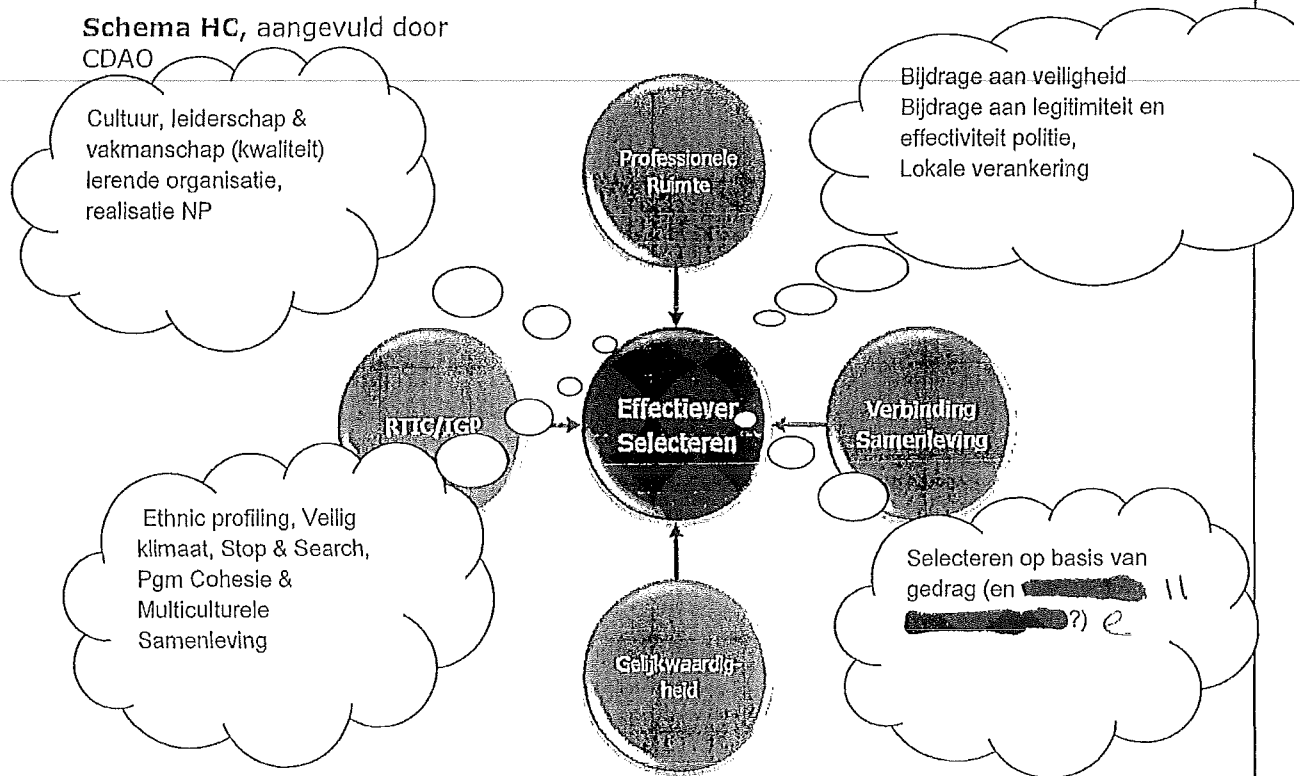 Schema HC, aangevuld door
CDAO
Cultuur, leiderschap &
vakmanschap (kwaliteit)
lerende organisatie,
realisatie NP
Bijdrage aan veiligheid
Bijdrage aan legitimiteit en
effectiviteit politie,
Lokale verankering
Professionele
Ruimte
RTIC/IGP
Effectiever
Selecteren
Verbinding
Samenleving
Ethnic profiling, Veilig
klimaat, Stop & Search,
Pgm Cohesie &
Multiculturele
Samenleving
Selecteren op basis van
gedrag (en 11
?) e
Gelijkwaardig-
heid